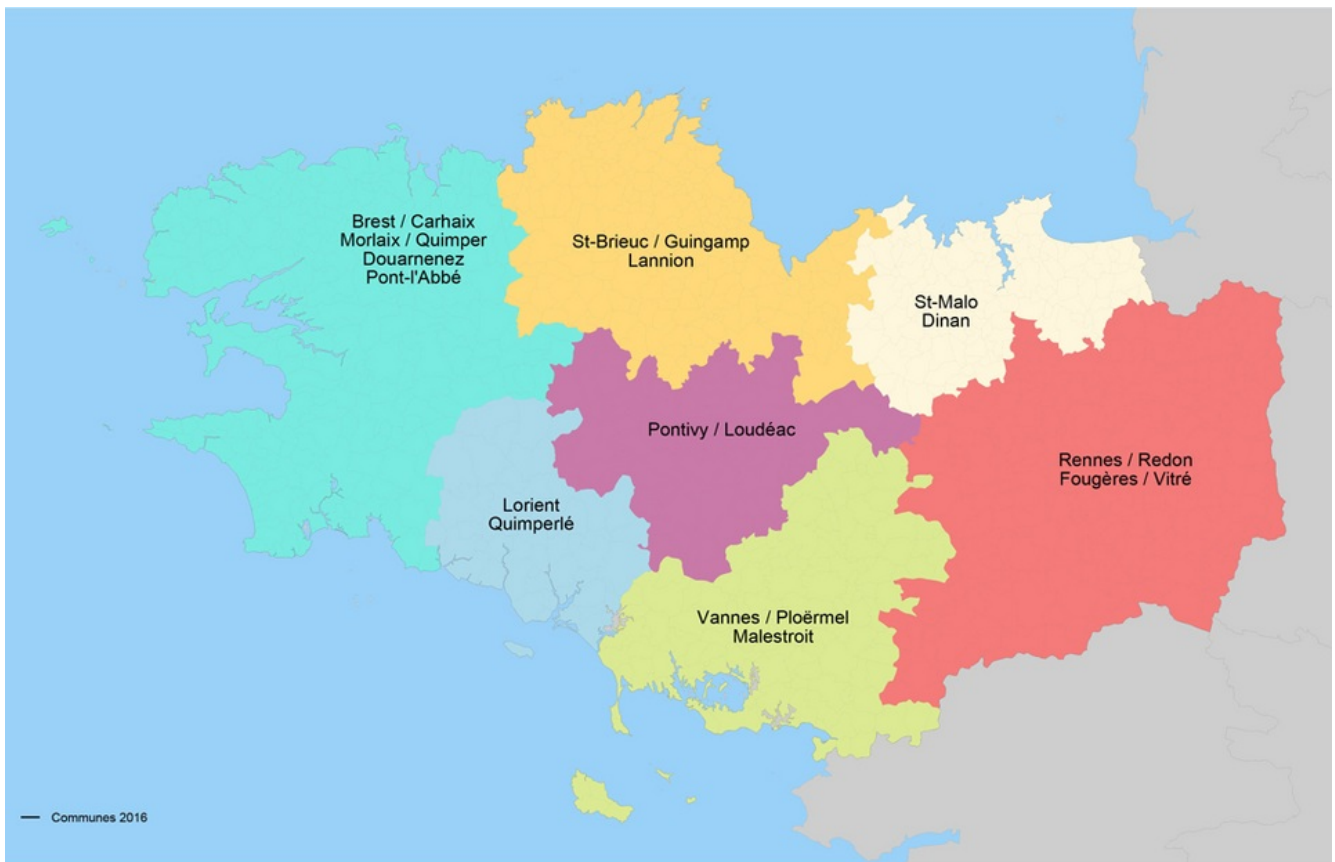 Brest / Carhaix
Morlaix / Quimper
Douarnenez
Pont-l'Abbé
St-Brieuc / Guingamp
Lannion
St-Malo
Dinan
Pontivy / Loudéac
Rennes / Redon
Fougères / Vitré
Lorient
Quimperlé
Vannes / Ploërmel
Malestroit
Communes 2016